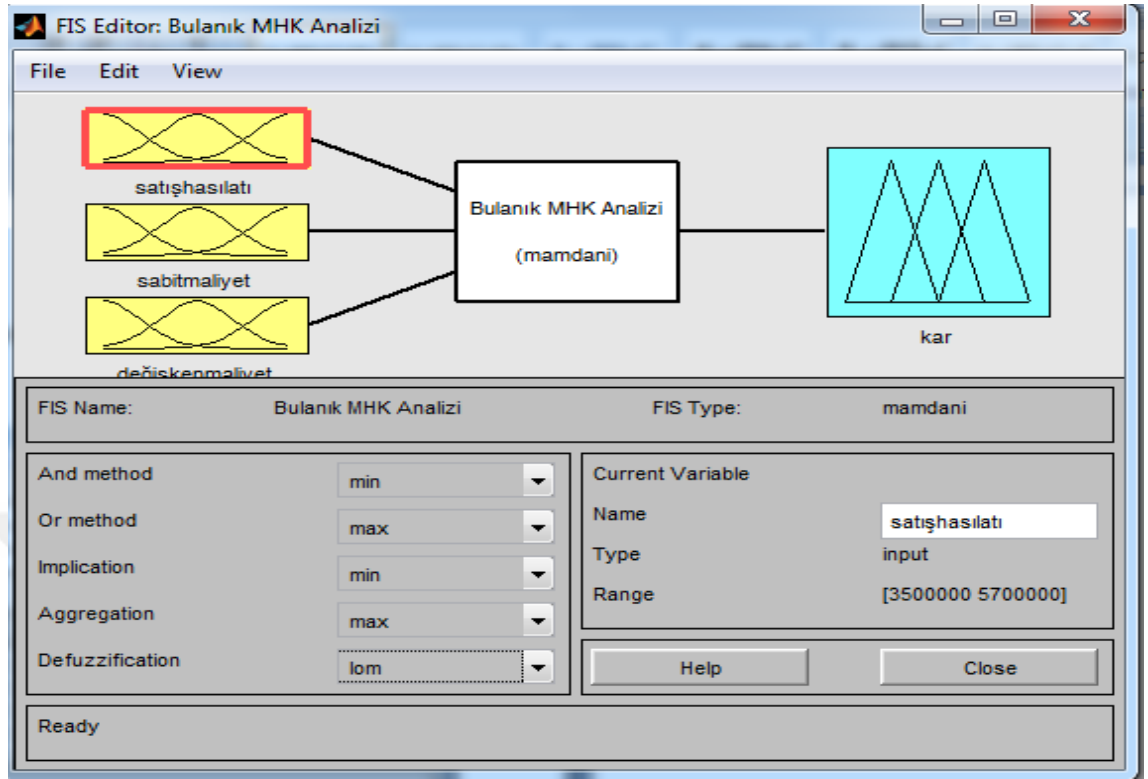 FIS Editor: Bulanık MHK Analizi
File Edit View
satışhasılatı
sabitmaliyet
değişkenmaliyet
Bulanık MHK Analizi
(mamdani)
kar
FIS Name: Bulanık MHK Analizi FIS Type: mamdani
And method min
Or method max
Implication min
Aggregation max
Defuzzification lom
Current Variable
Name satışhasılatı
Type input
Range [3500000 5700000]
Help Close
Ready